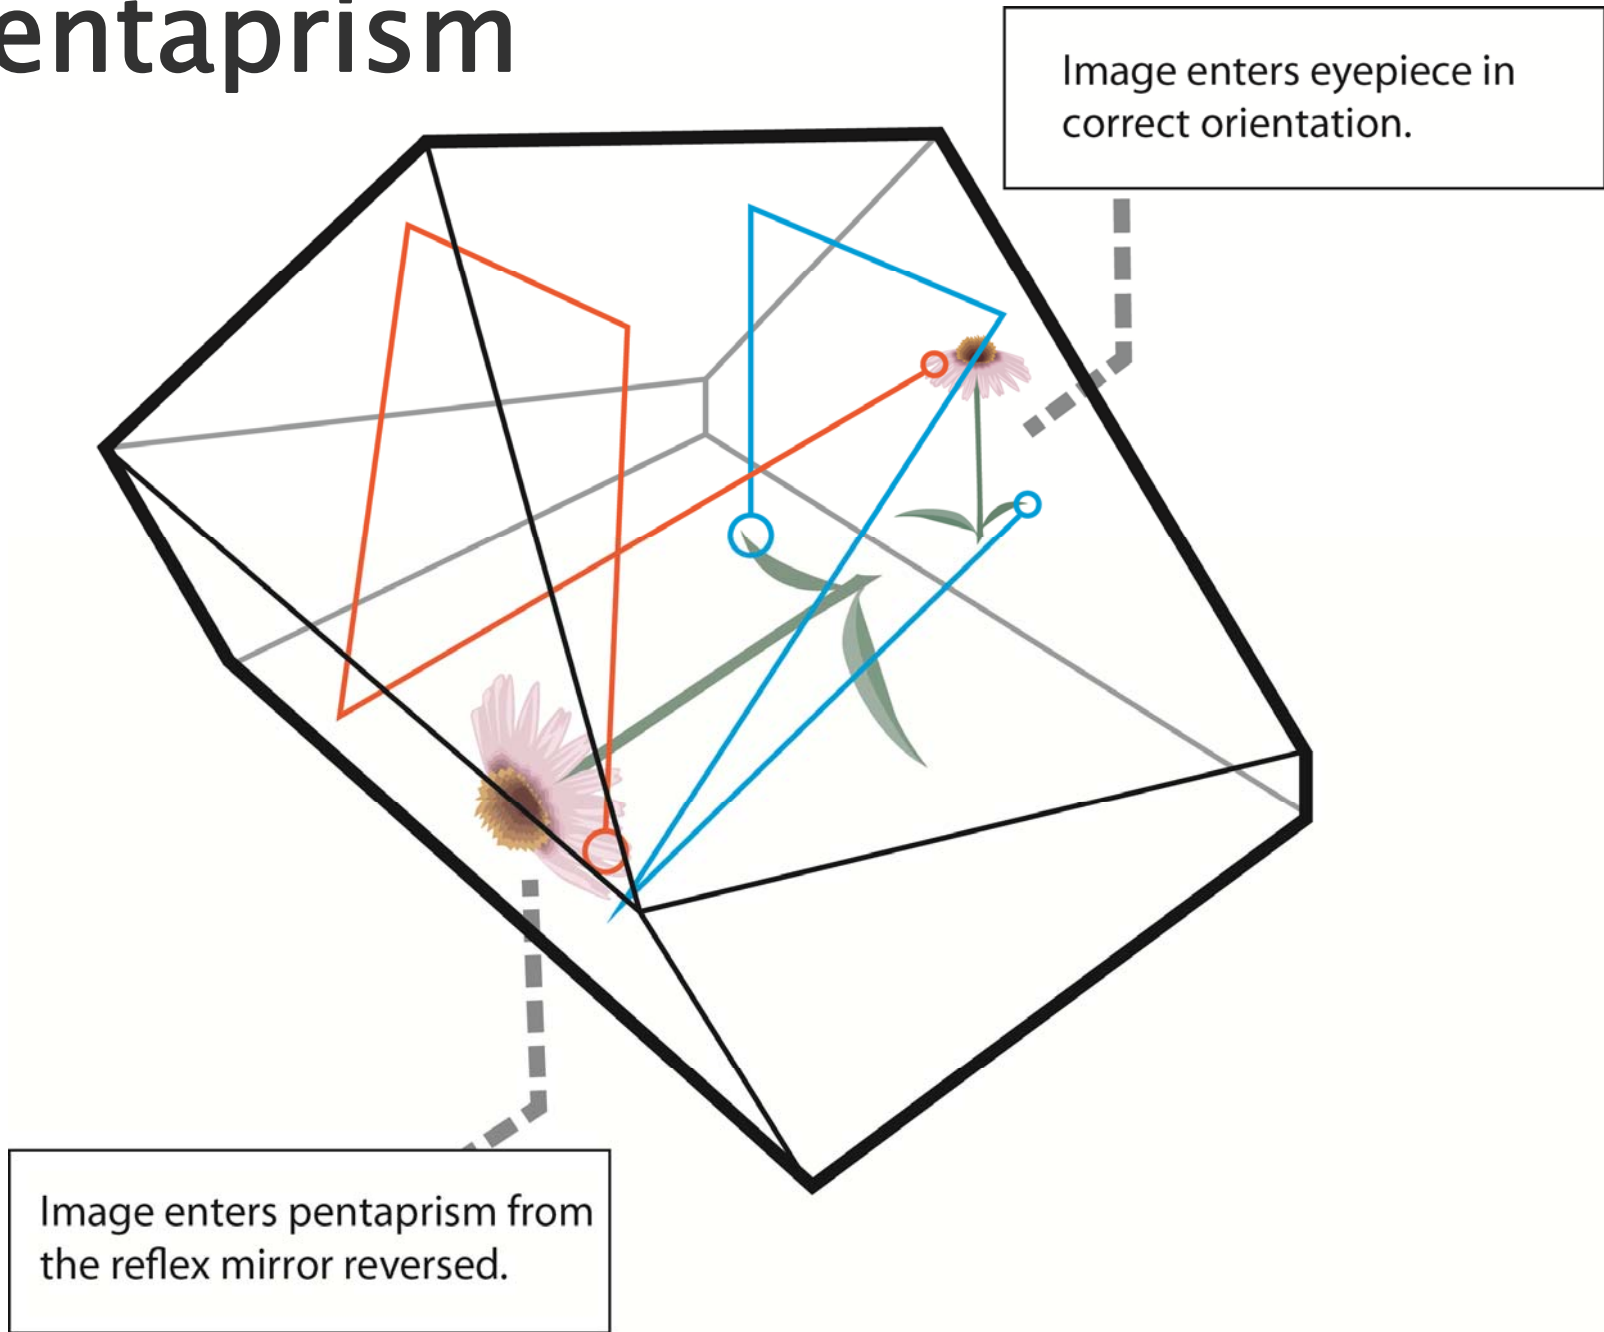 entaprism
Image enters eyepiece in
correct orientation.
Image enters pentaprism from
the reflex mirror reversed.